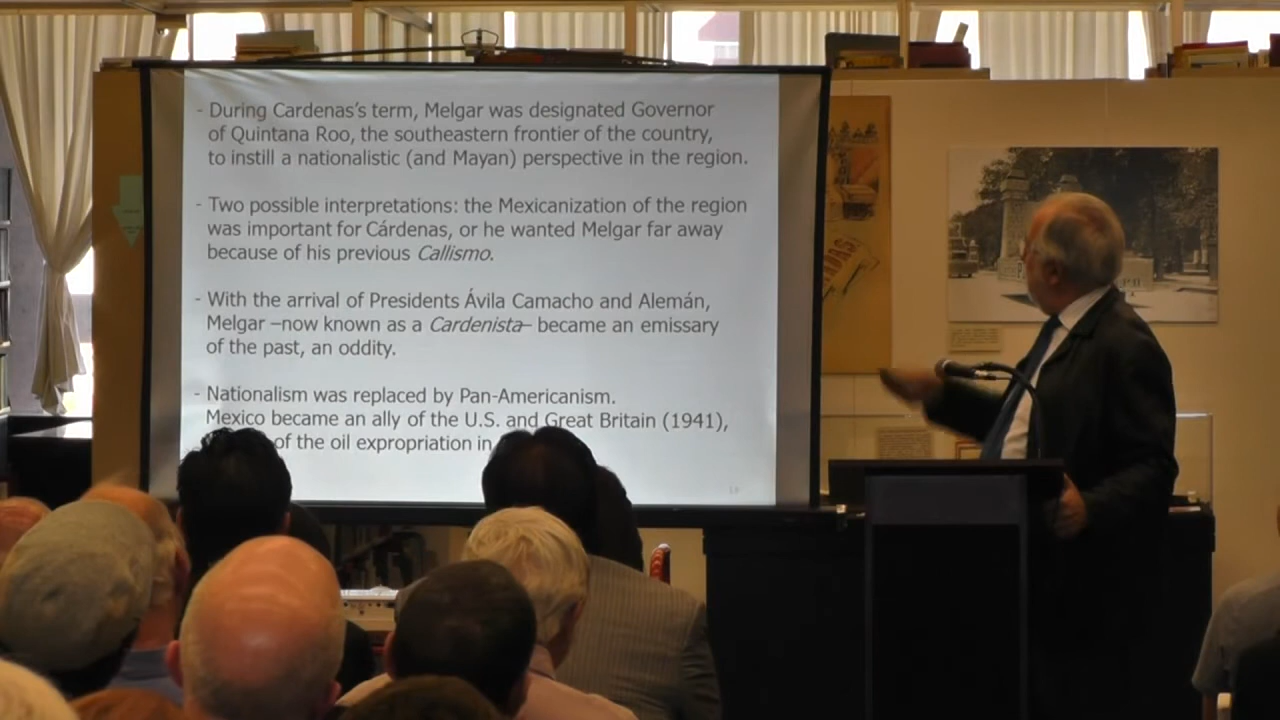 - During Cardenas's term, Melgar was designated Governor
of Quintana Roo, the southeastern frontier of the country,
to instill a nationalistic (and Mayan) perspective in the region.
- Two possible interpretations: the Mexicanization of the region
was important for Cárdenas, or he wanted Melgar far away
because of his previous Callismo.
- With the arrival of Presidents Ávila Camacho and Alemán,
Melgar –now known as a Cardenista– became an emissary
of the past, an oddity.
- Nationalism was replaced by Pan-Americanism.
Mexico became an ally of the U.S. and Great Britain (1941),
of the oil expropriation in